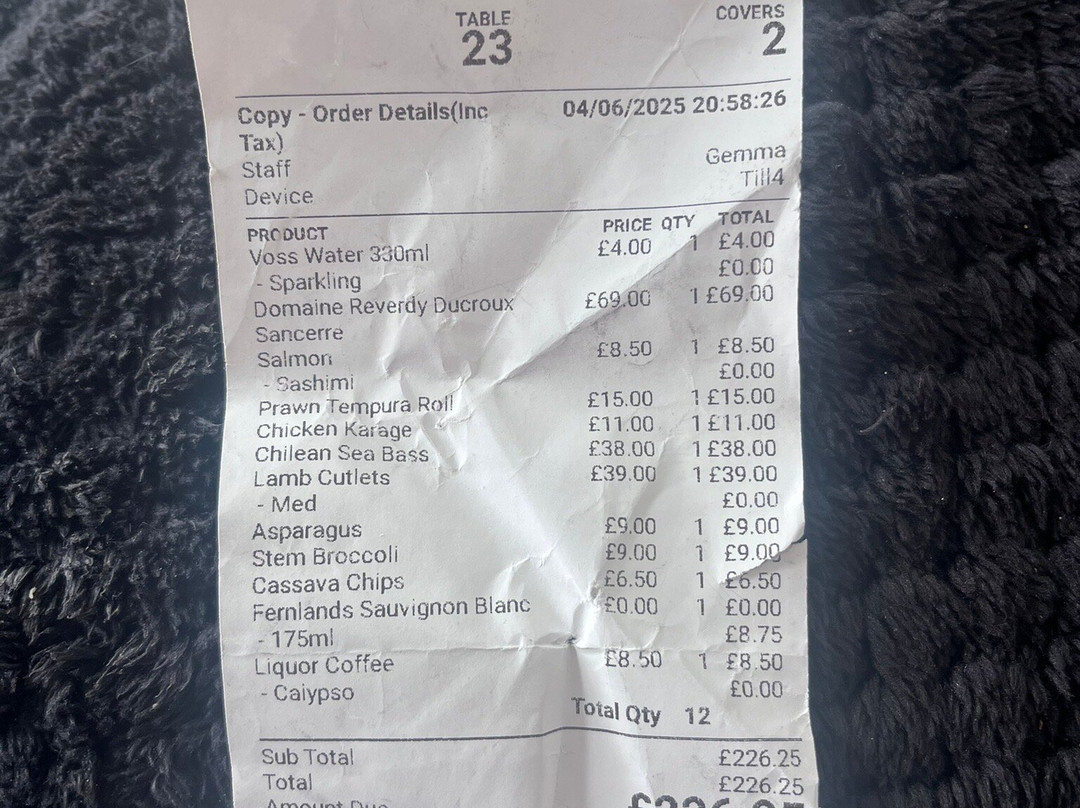 TABLE COVERS
23 2
Copy - Order Details(Inc 04/06/2025 20:58:26
Tax)
Staff Gemma
Device Till4
PRODUCT PRICE QTY TOTAL
Voss Water 330ml £4.00 1 £4.00
- Sparkling £0.00
Domaine Reverdy Ducroux £69.00 1 £69.00
Sancerre
Salmon £8.50 1 £8.50
- Sashimi £0.00
Prawn Tempura Roll £15.00 1 £15.00
Chicken Karage £11.00 1 £11.00
Chilean Sea Bass £38.00 1 £38.00
Lamb Cutlets £39.00 1 £39.00
- Med £0.00
Asparagus £9.00 1 £9.00
Stem Broccoli £9.00 1 £9.00
Cassava Chips £6.50 1 £6.50
Fernlands Sauvignon Blanc £0.00 1 £0.00
- 175ml £8.75
Liquor Coffee £8.50 1 £8.50
- Calypso £0.00
Total Qty 12
Sub Total £226.25
Total £226.25
Amount Due £226.25